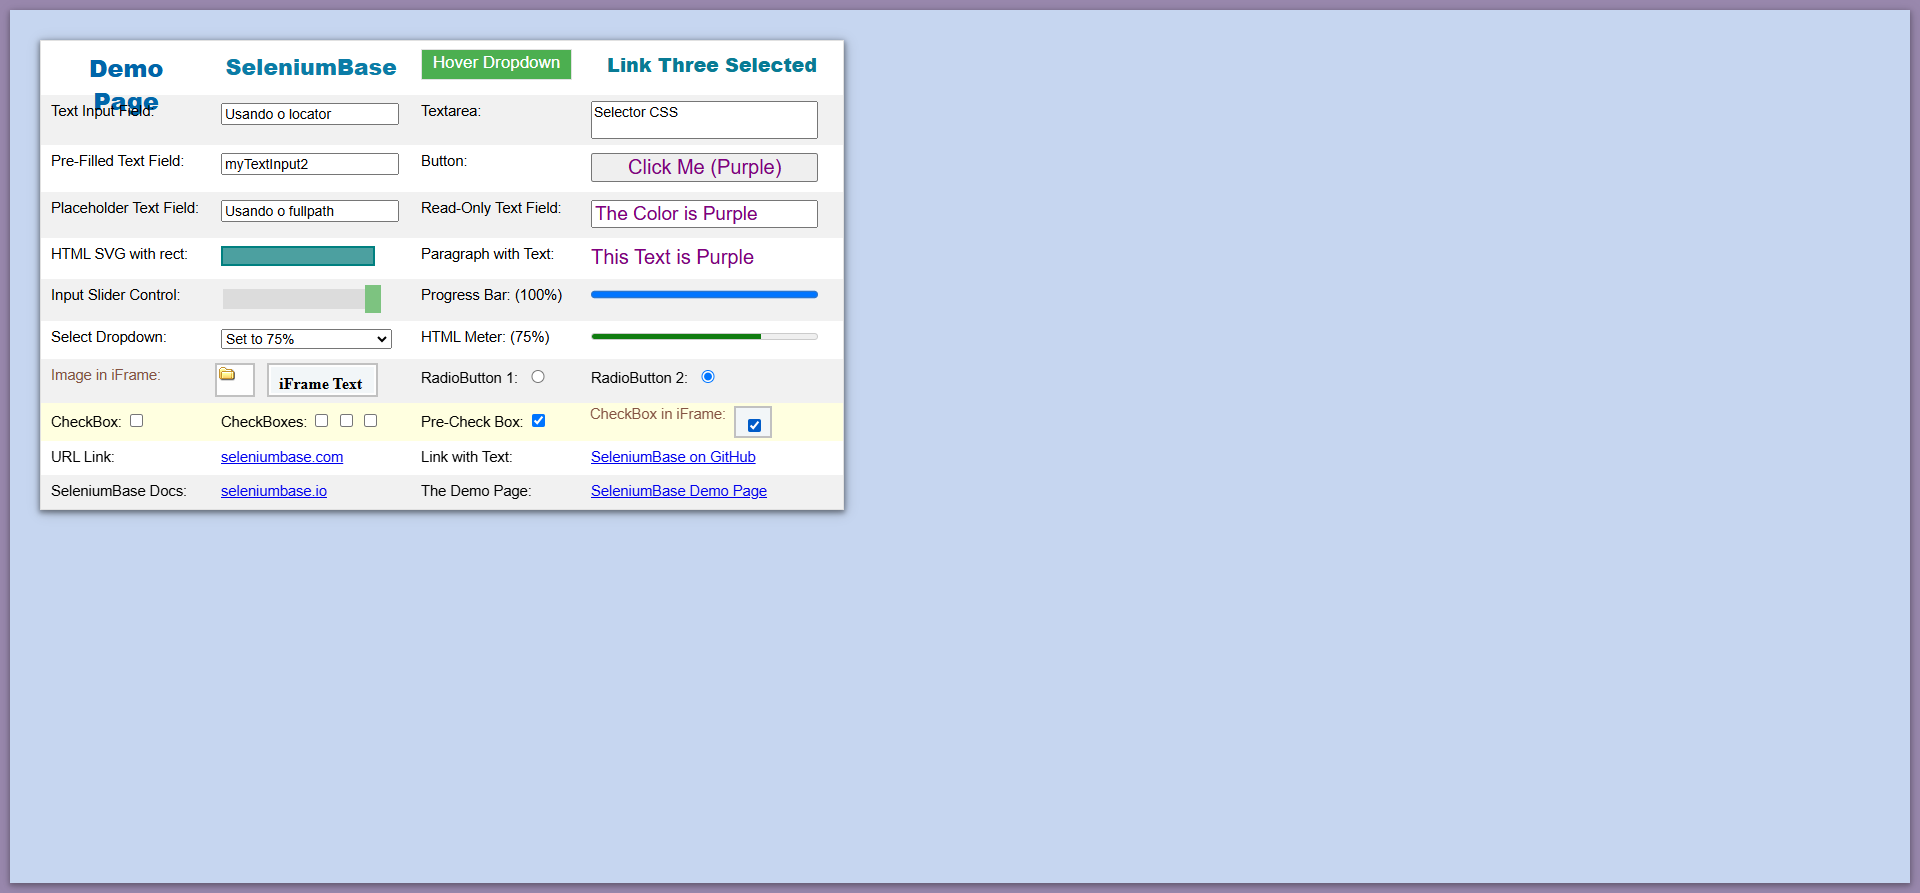 Demo Page
SeleniumBase
Hover Dropdown
Link Three Selected
Text Input Field:
Usando o locator
Textarea:
Selector CSS
Pre-Filled Text Field:
myTextInput2
Button:
Click Me (Purple)
Placeholder Text Field:
Usando o fullpath
Read-Only Text Field:
The Color is Purple
HTML SVG with rect:
Paragraph with Text:
This Text is Purple
Input Slider Control:
Progress Bar: (100%)
Select Dropdown:
Set to 75%
HTML Meter: (75%)
Image in iFrame:
iFrame Text
RadioButton 1:
RadioButton 2:
CheckBox:
CheckBoxes:
Pre-Check Box:
CheckBox in iFrame:
URL Link:
seleniumbase.com
Link with Text:
SeleniumBase on GitHub
SeleniumBase Docs:
seleniumbase.io
The Demo Page:
SeleniumBase Demo Page